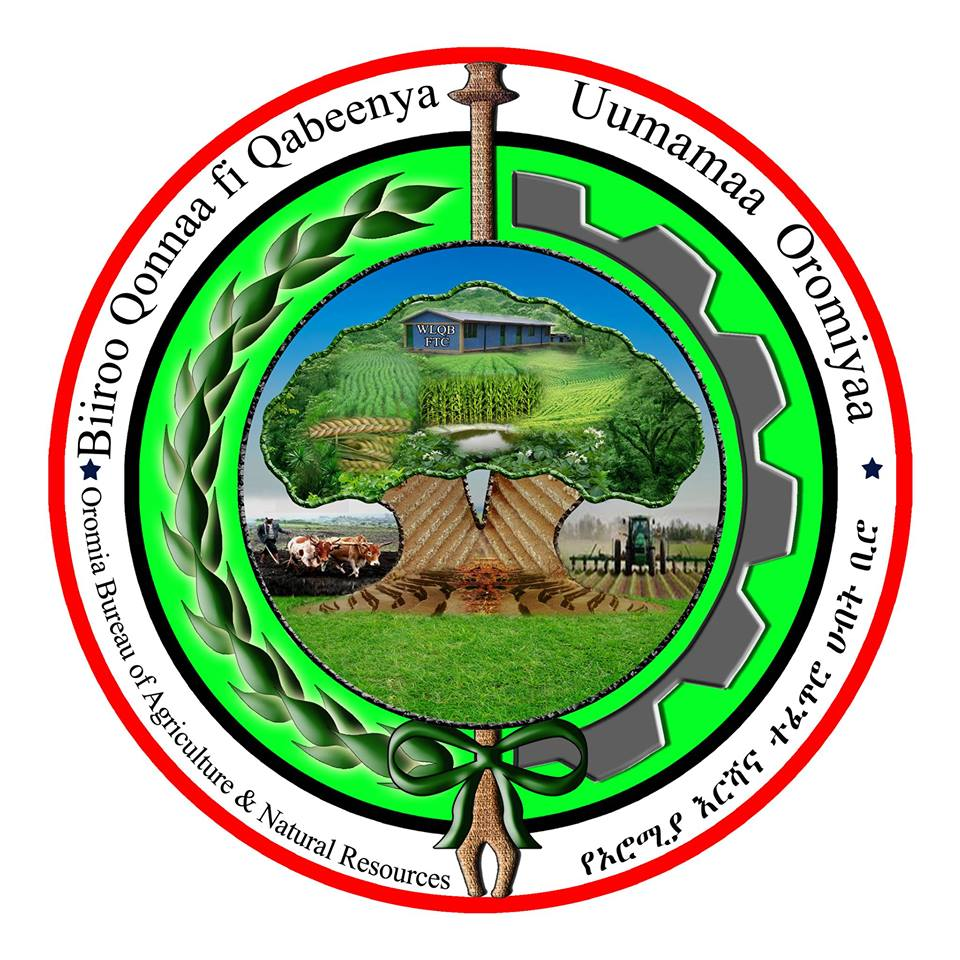 Biiroo Qonnaa fi Qabeenya Uumamaa Oromiyaa
WLQB
FTC
Oromia Bureau of Agriculture & Natural Resources
የኦሮሚያ እርሻና ተፈጥሮ ሀብት ቢሮ